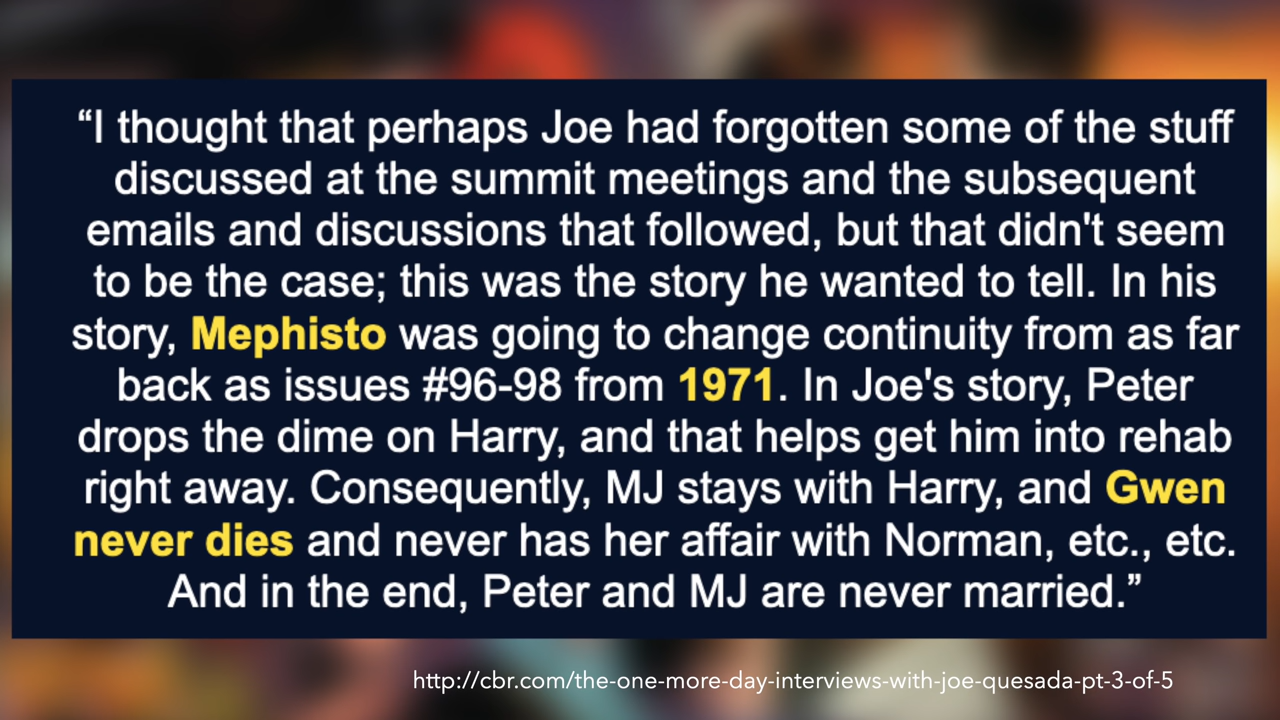 “I thought that perhaps Joe had forgotten some of the stuff
discussed at the summit meetings and the subsequent
emails and discussions that followed, but that didn't seem
to be the case; this was the story he wanted to tell. In his
story, Mephisto was going to change continuity from as far
back as issues #96-98 from 1971. In Joe's story, Peter
drops the dime on Harry, and that helps get him into rehab
right away. Consequently, MJ stays with Harry, and Gwen
never dies and never has her affair with Norman, etc., etc.
And in the end, Peter and MJ are never married.”
http://cbr.com/the-one-more-day-interviews-with-joe-quesada-pt-3-of-5